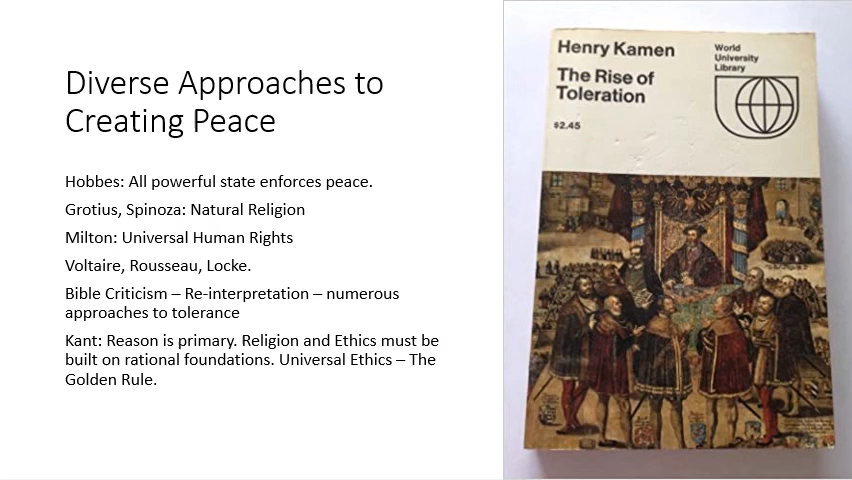 Diverse Approaches to
Creating Peace
Hobbes: All powerful state enforces peace.
Grotius, Spinoza: Natural Religion
Milton: Universal Human Rights
Voltaire, Rousseau, Locke.
Bible Criticism – Re-interpretation – numerous
approaches to tolerance
Kant: Reason is primary. Religion and Ethics must be
built on rational foundations. Universal Ethics – The
Golden Rule.
Henry Kamen
The Rise of
Toleration
$2.45
World
University
Library